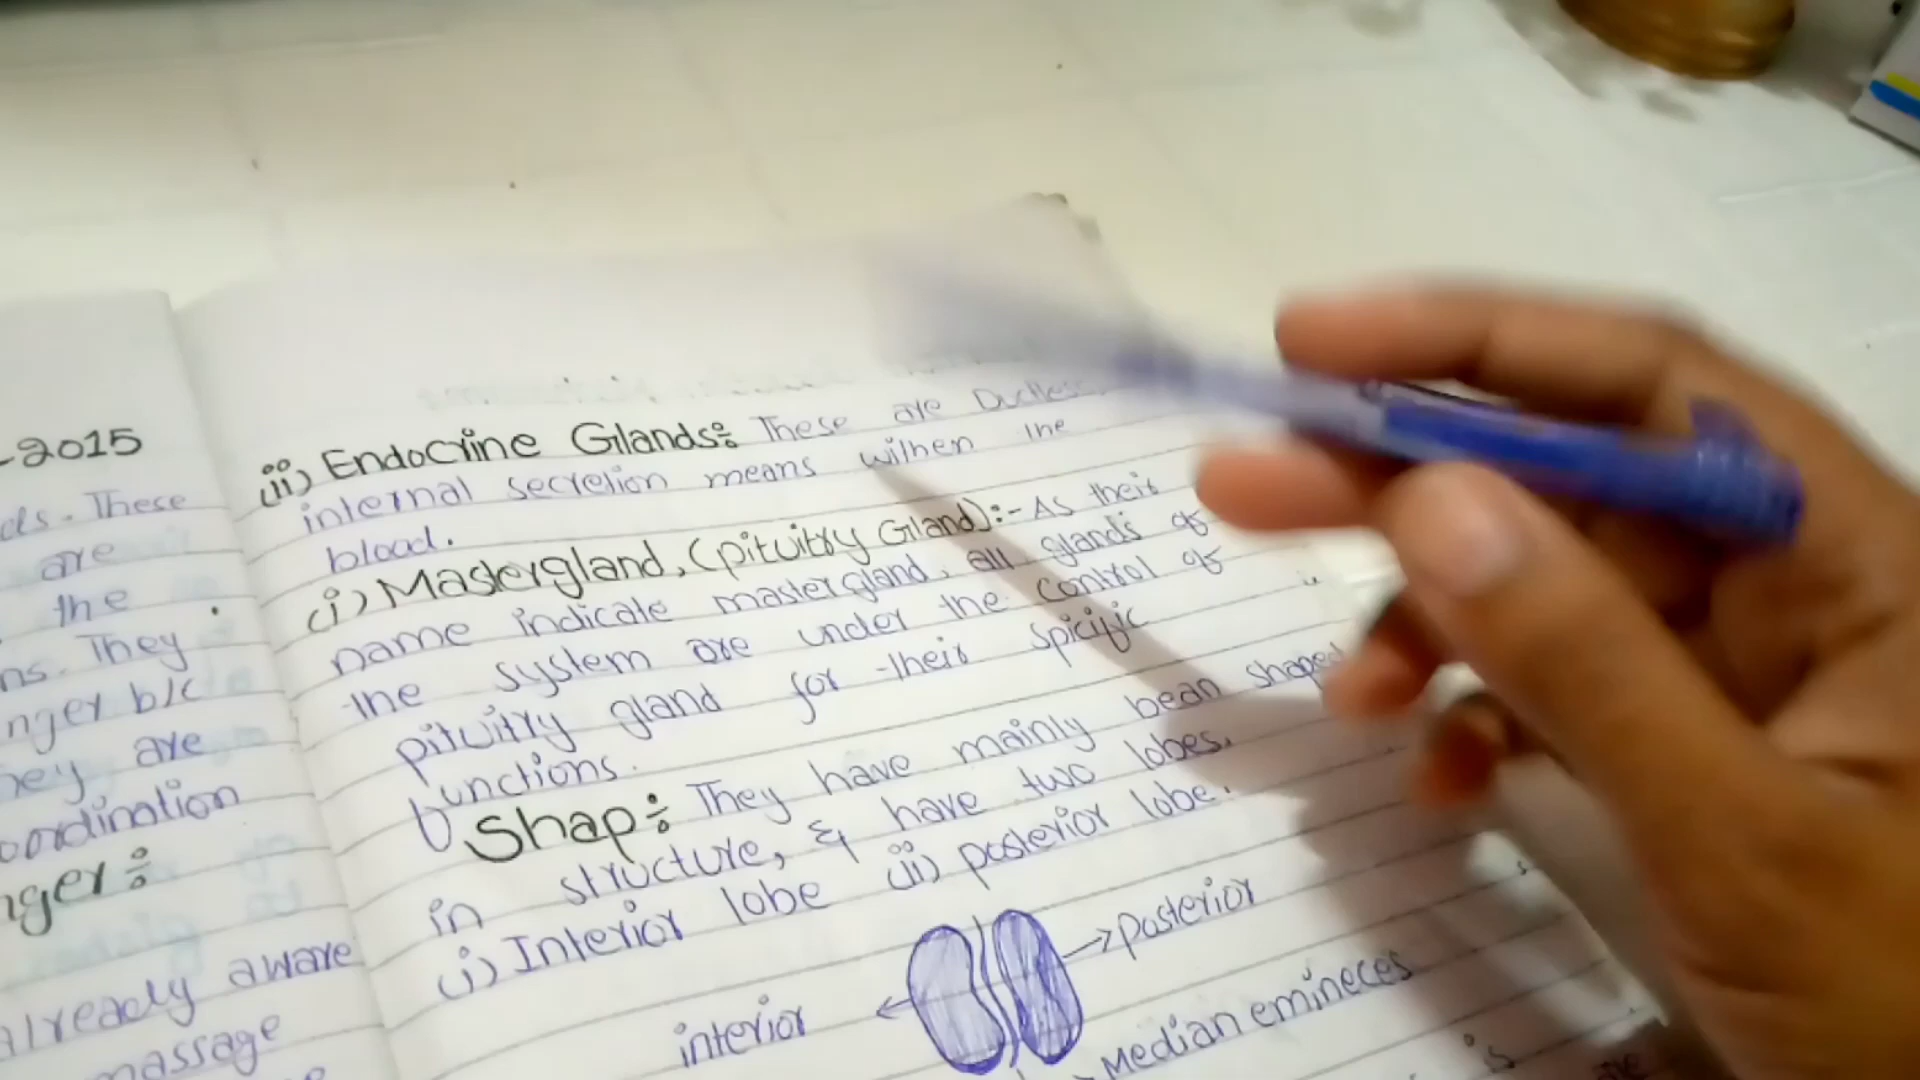 -2015
ds. These
are
the
ns. They
nger b/c
hey are
oordination
nger:
already aware
massage
(ii) Endocrine Glands: These are Ductless
internal secretion means withen the
blood.
(i) Mastergland, (pituitry Gland):- As their
name indicate mastergland, all glands of
the system are under the control of
pituitry gland for their spicific
functions.
Shap: They have mainly bean shaped
in structure, & have two lobes.
(i) Interior lobe (ii) posterior lobe.
Posterior
interior
Median emineces
is